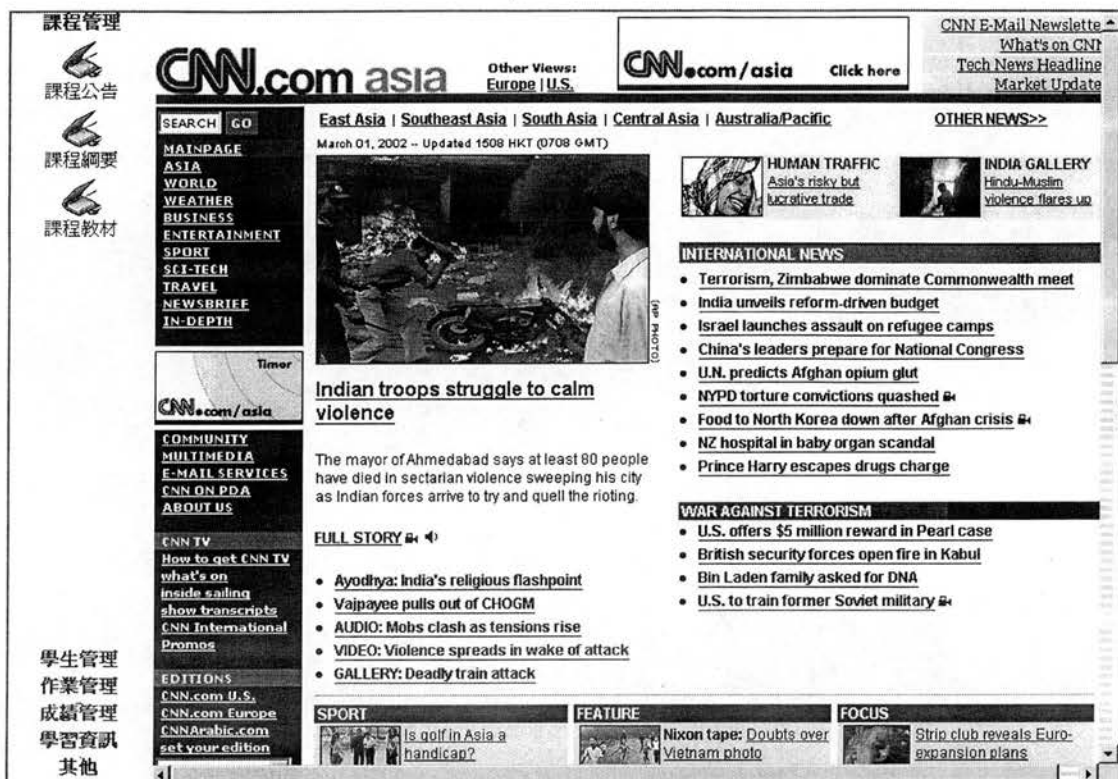 課程管理
課程公告
課程綱要
課程教材
學生管理
作業管理
成績管理
學習資訊
其他
CNN.com asia
Other Views:
Europe | U.S.
CNN.com/asia Click here
CNN E-Mail Newslette
What's on CNN
Tech News Headline
Market Update
SEARCH GO
MAINPAGE
ASIA
WORLD
WEATHER
BUSINESS
ENTERTAINMENT
SPORT
SCI-TECH
TRAVEL
NEWSBRIEF
IN-DEPTH
Timor
CNN.com/asia
COMMUNITY
MULTIMEDIA
E-MAIL SERVICES
CNN ON PDA
ABOUT US
CNN TV
How to get CNN TV
what's on
inside sailing
show transcripts
CNN International
Promos
EDITIONS
CNN.com U.S.
CNN.com Europe
CNNArabic.com
set your edition
East Asia | Southeast Asia | South Asia | Central Asia | Australia/Pacific
OTHER NEWS>>
March 01, 2002 -- Updated 1508 HKT (0708 GMT)
(AP PHOTO)
Indian troops struggle to calm
violence
The mayor of Ahmedabad says at least 80 people
have died in sectarian violence sweeping his city
as Indian forces arrive to try and quell the rioting.
FULL STORY
• Ayodhya: India's religious flashpoint
• Vajpayee pulls out of CHOGM
• AUDIO: Mobs clash as tensions rise
• VIDEO: Violence spreads in wake of attack
• GALLERY: Deadly train attack
HUMAN TRAFFIC
Asia's risky but
lucrative trade
INDIA GALLERY
Hindu-Muslim
violence flares up
INTERNATIONAL NEWS
• Terrorism, Zimbabwe dominate Commonwealth meet
• India unveils reform-driven budget
• Israel launches assault on refugee camps
• China's leaders prepare for National Congress
• U.N. predicts Afghan opium glut
• NYPD torture convictions quashed
• Food to North Korea down after Afghan crisis
• NZ hospital in baby organ scandal
• Prince Harry escapes drugs charge
WAR AGAINST TERRORISM
• U.S. offers $5 million reward in Pearl case
• British security forces open fire in Kabul
• Bin Laden family asked for DNA
• U.S. to train former Soviet military
SPORT
Is golf in Asia a
handicap?
FEATURE
Nixon tape: Doubts over
Vietnam photo
FOCUS
Strip club reveals Euro-
expansion plans